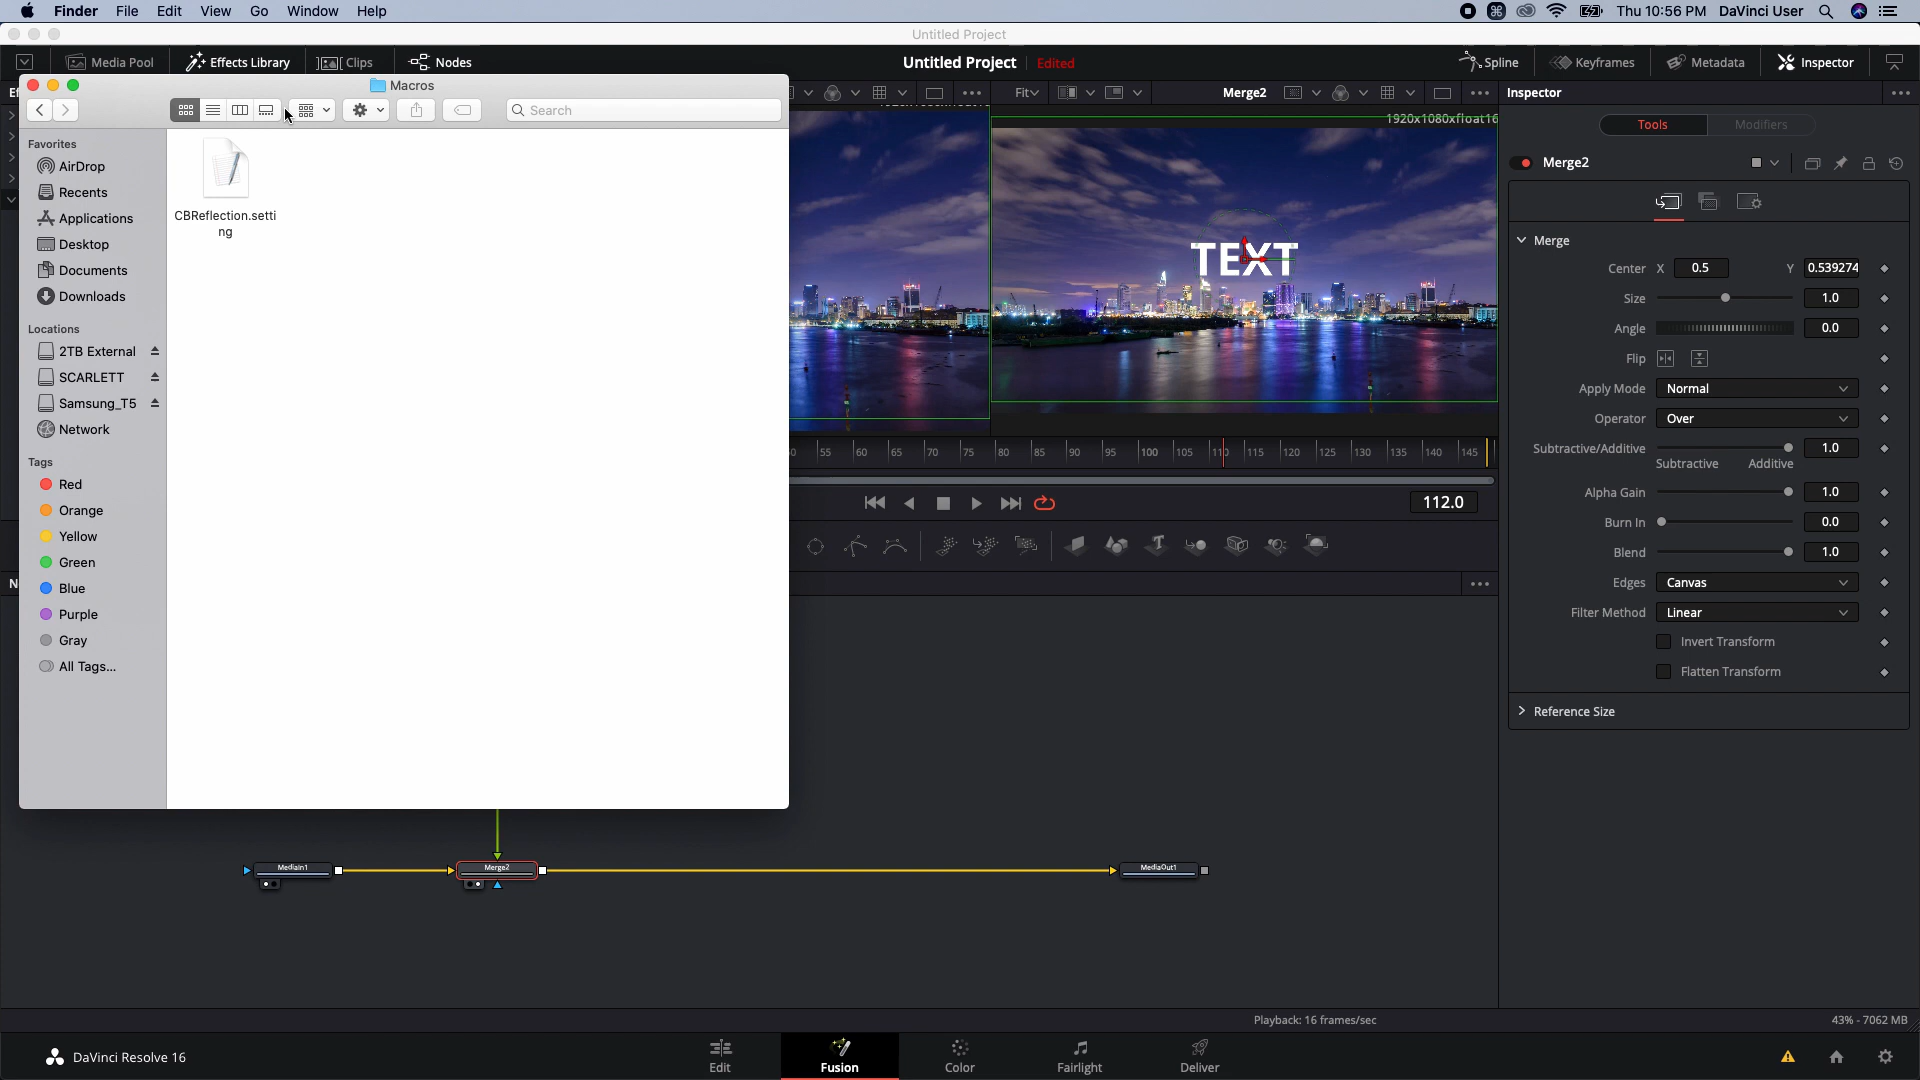 Finder File Edit View Go Window Help
Thu 10:56 PM DaVinci User
Untitled Project
Media Pool Effects Library Clips Nodes
Untitled Project Edited
Spline Keyframes Metadata Inspector
Macros
Search
Fit
Merge2
Inspector
1920x1080xfloat16
Tools Modifiers
Merge2
Favorites
AirDrop
Recents
Applications
Desktop
Documents
Downloads
Locations
2TB External
SCARLETT
Samsung_T5
Network
Tags
Red
Orange
Yellow
Green
Blue
Purple
Gray
All Tags...
CBReflection.setti
ng
TEXT
Merge
Center X 0.5 Y 0.539274
Size 1.0
Angle 0.0
Flip
Apply Mode Normal
Operator Over
Subtractive/Additive 1.0
Subtractive Additive
Alpha Gain 1.0
Burn In 0.0
Blend 1.0
Edges Canvas
Filter Method Linear
Invert Transform
Flatten Transform
Reference Size
55 60 65 70 75 80 85 90 95 100 105 110 115 120 125 130 135 140 145
112.0
MediaIn1 Merge2 MediaOut1
Playback: 16 frames/sec
43% - 7062 MB
DaVinci Resolve 16
Edit Fusion Color Fairlight Deliver